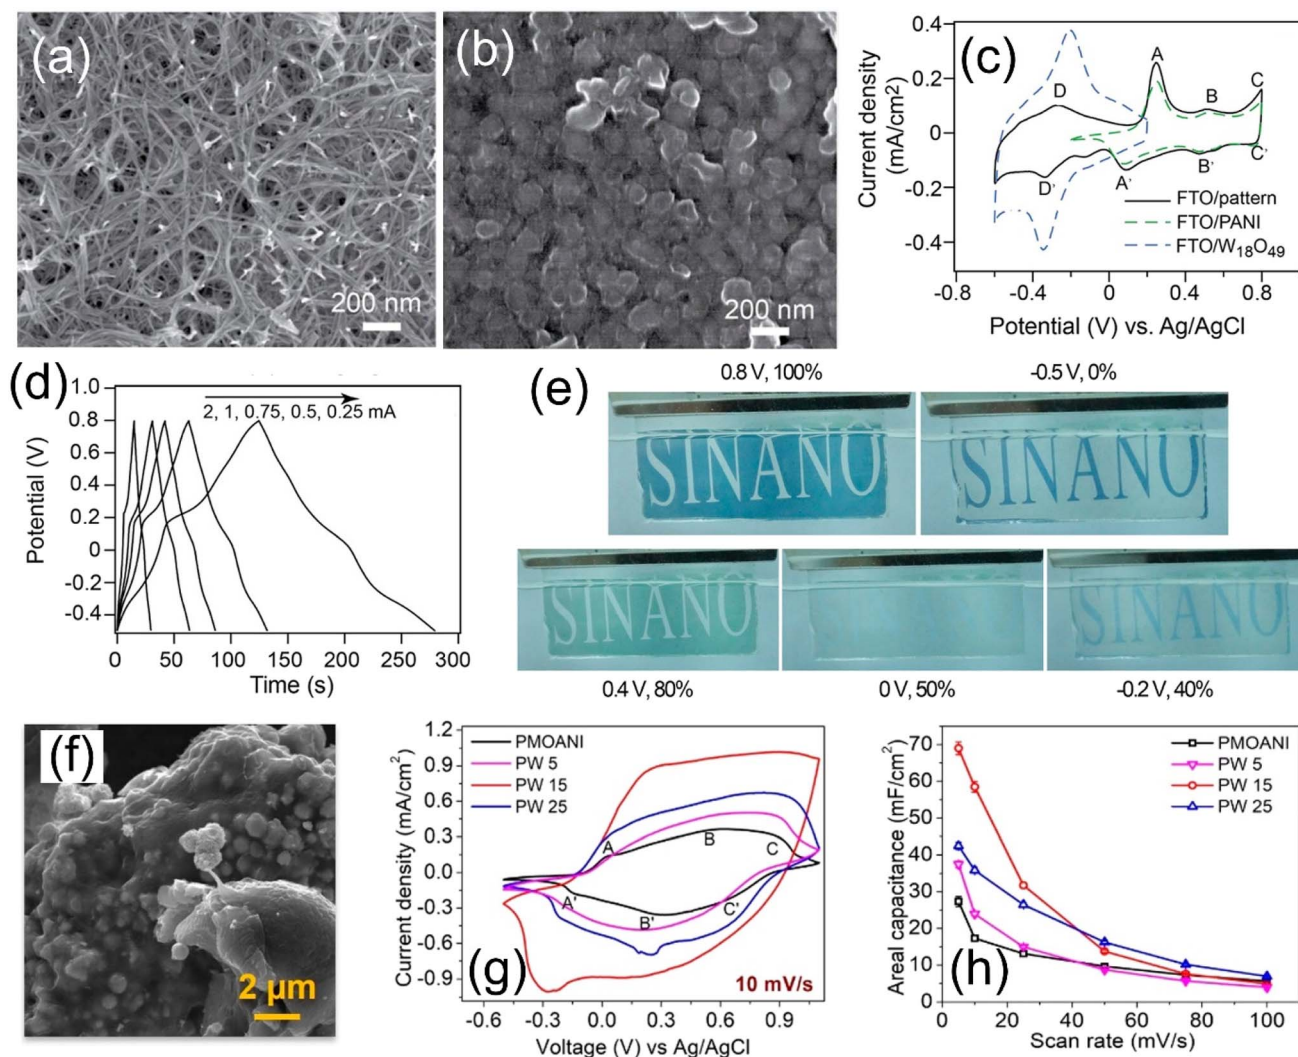 (a)
200 nm
(b)
200 nm
(c)
Current density
(mA/cm2)
0.4
0.2
0
-0.2
-0.4
A
B
C
D
D'
A'
B'
C'
FTO/pattern
FTO/PANI
FTO/W₁₈O₄₉
-0.8
-0.4
0
0.4
0.8
Potential (V) vs. Ag/AgCl
(d)
Potential (V)
1.0
0.8
0.6
0.4
0.2
0
-0.2
-0.4
2, 1, 0.75, 0.5, 0.25 mA
0 50 100 150 200 250 300
Time (s)
(e)
0.8 V, 100%
-0.5 V, 0%
SINANO
SINANO
SINANO
SINANO
0.4 V, 80%
0 V, 50%
-0.2 V, 40%
(f)
2 µm
Current density (mA/cm²)
1.2
0.9
0.6
0.3
0.0
-0.3
-0.6
-0.9
PMOANI
PW 5
PW 15
PW 25
A
B
C
A'
B'
C'
(g)
10 mV/s
-0.6 -0.3 0.0 0.3 0.6 0.9
Voltage (V) vs Ag/AgCl
Areal capacitance (mF/cm²)
70
60
50
40
30
20
10
0
PMOANI
PW 5
PW 15
PW 25
(h)
0 20 40 60 80 100
Scan rate (mV/s)